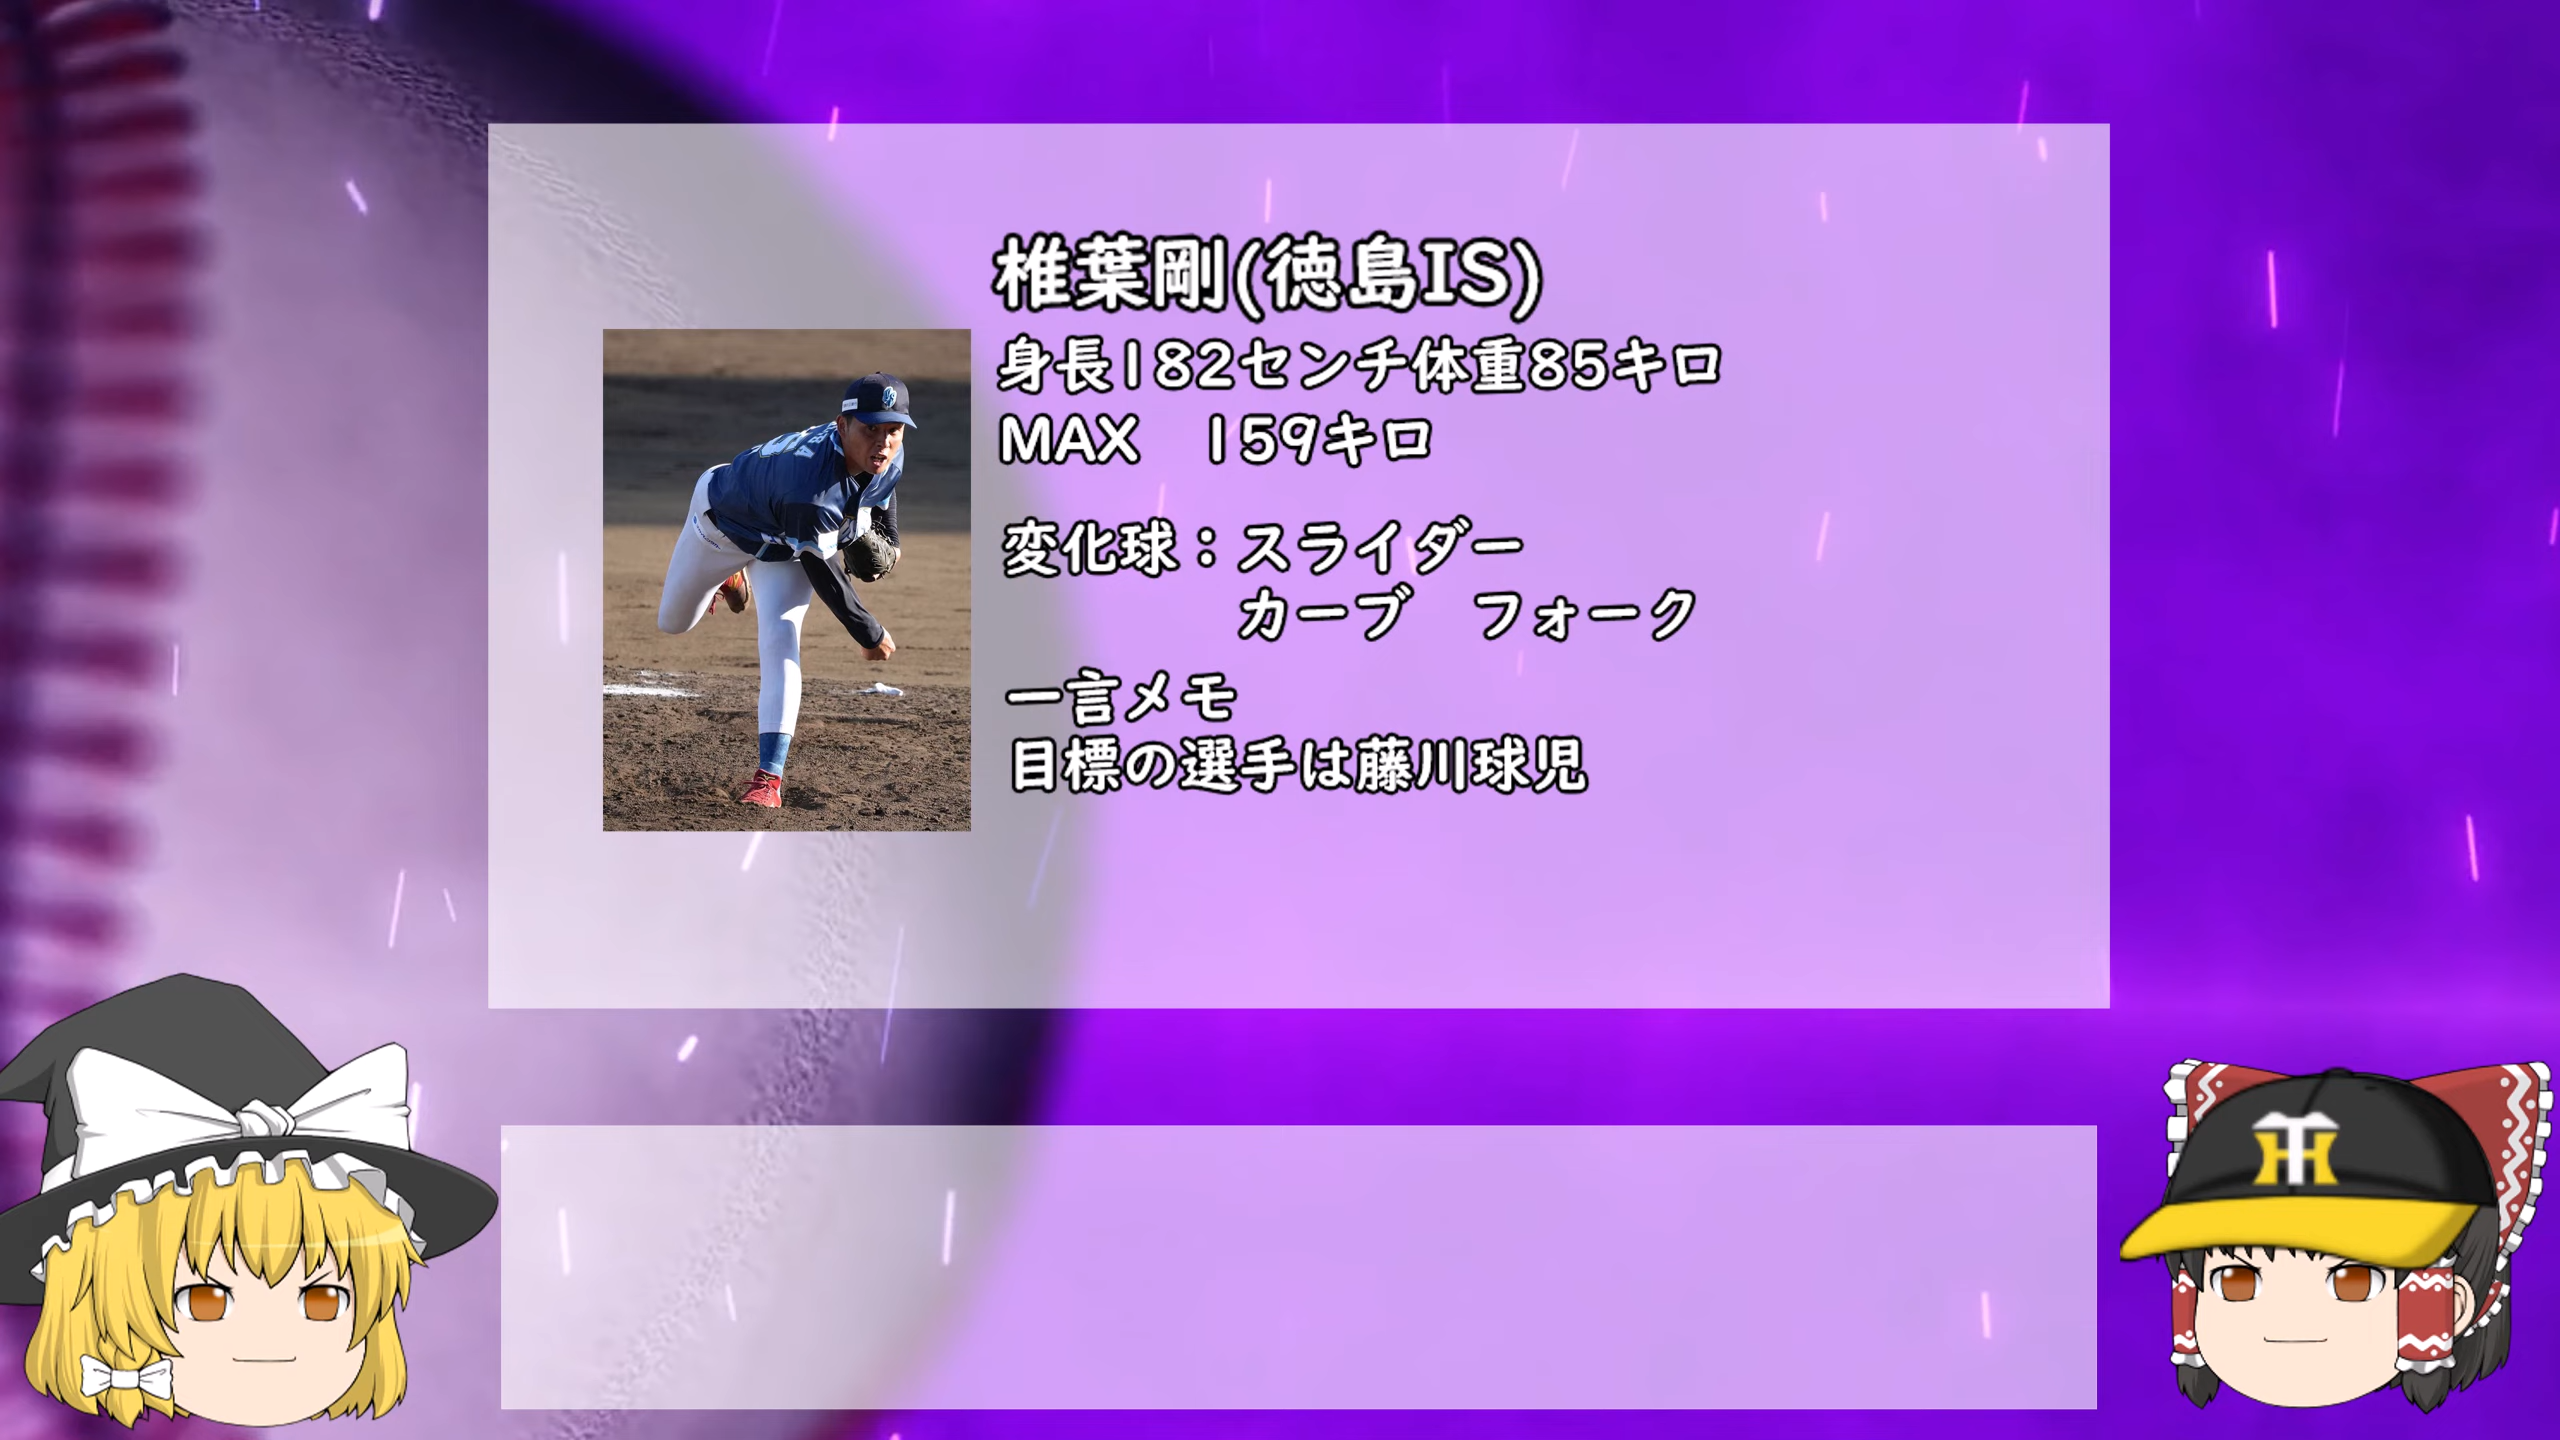 椎葉剛(徳島IS)
身長182センチ体重85キロ
MAX　159キロ
変化球：スライダー
カーブ　フォーク
一言メモ
目標の選手は藤川球児